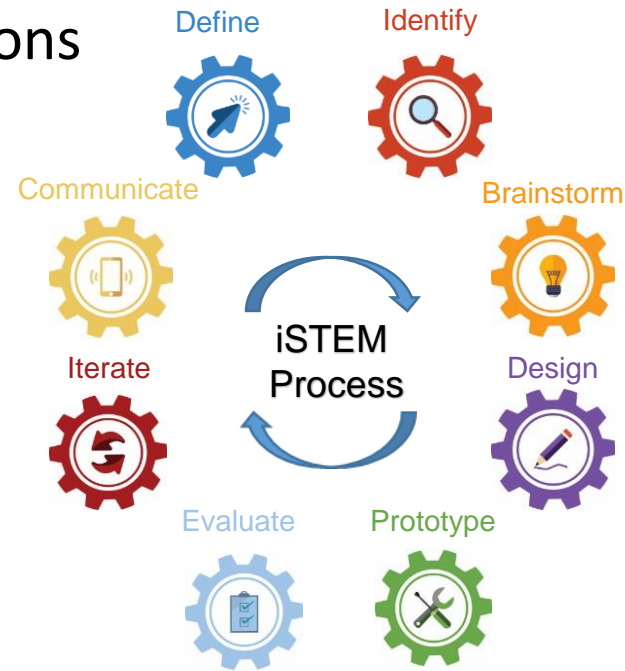 ons
Define
Identify
Communicate
Brainstorm
iSTEM
Process
Iterate
Design
Evaluate
Prototype